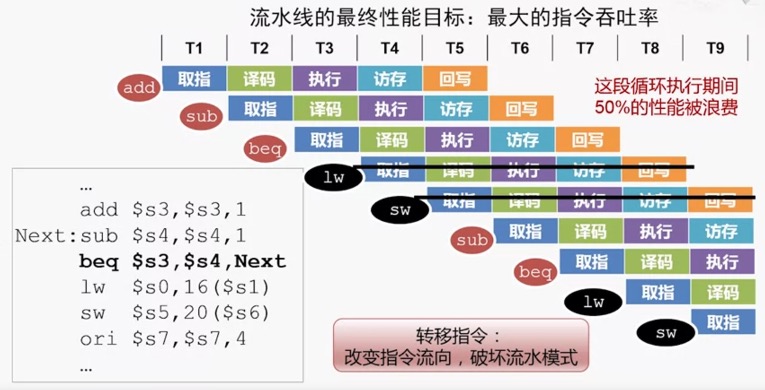 流水线的最终性能目标：最大的指令吞吐率
T1 T2 T3 T4 T5 T6 T7 T8 T9
add 取指 译码 执行 访存 回写
这段循环执行期间
50%的性能被浪费
sub 取指 译码 执行 访存 回写
beq 取指 译码 执行 访存 回写
lw 取指 译码 执行 访存 回写
sw 取指 译码 执行 访存 回写
sub 取指 译码 执行 访存
beq 取指 译码 执行
lw 取指 译码
sw 取指
…
add $s3,$s3,1
Next:sub $s4,$s4,1
beq $s3,$s4,Next
lw $s0,16($s1)
sw $s5,20($s6)
ori $s7,$s7,4
…
转移指令：
改变指令流向，破坏流水模式